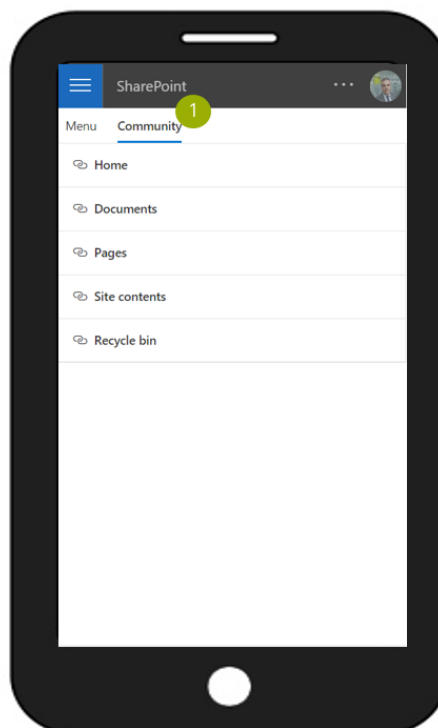 SharePoint ...
1
Menu Community
Home
Documents
Pages
Site contents
Recycle bin